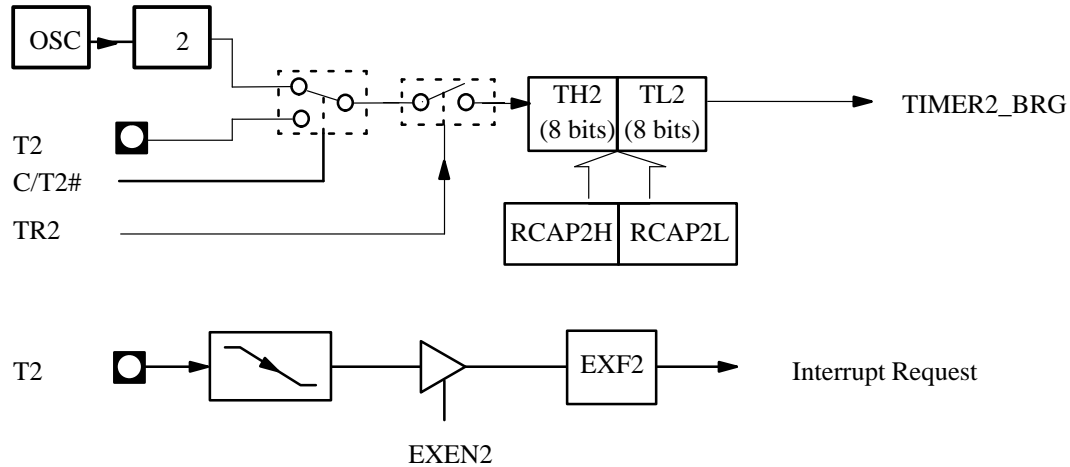 OSC
2
T2
C/T2#
TR2
TH2
(8 bits)
TL2
(8 bits)
TIMER2_BRG
RCAP2H
RCAP2L
T2
EXF2
Interrupt Request
EXEN2